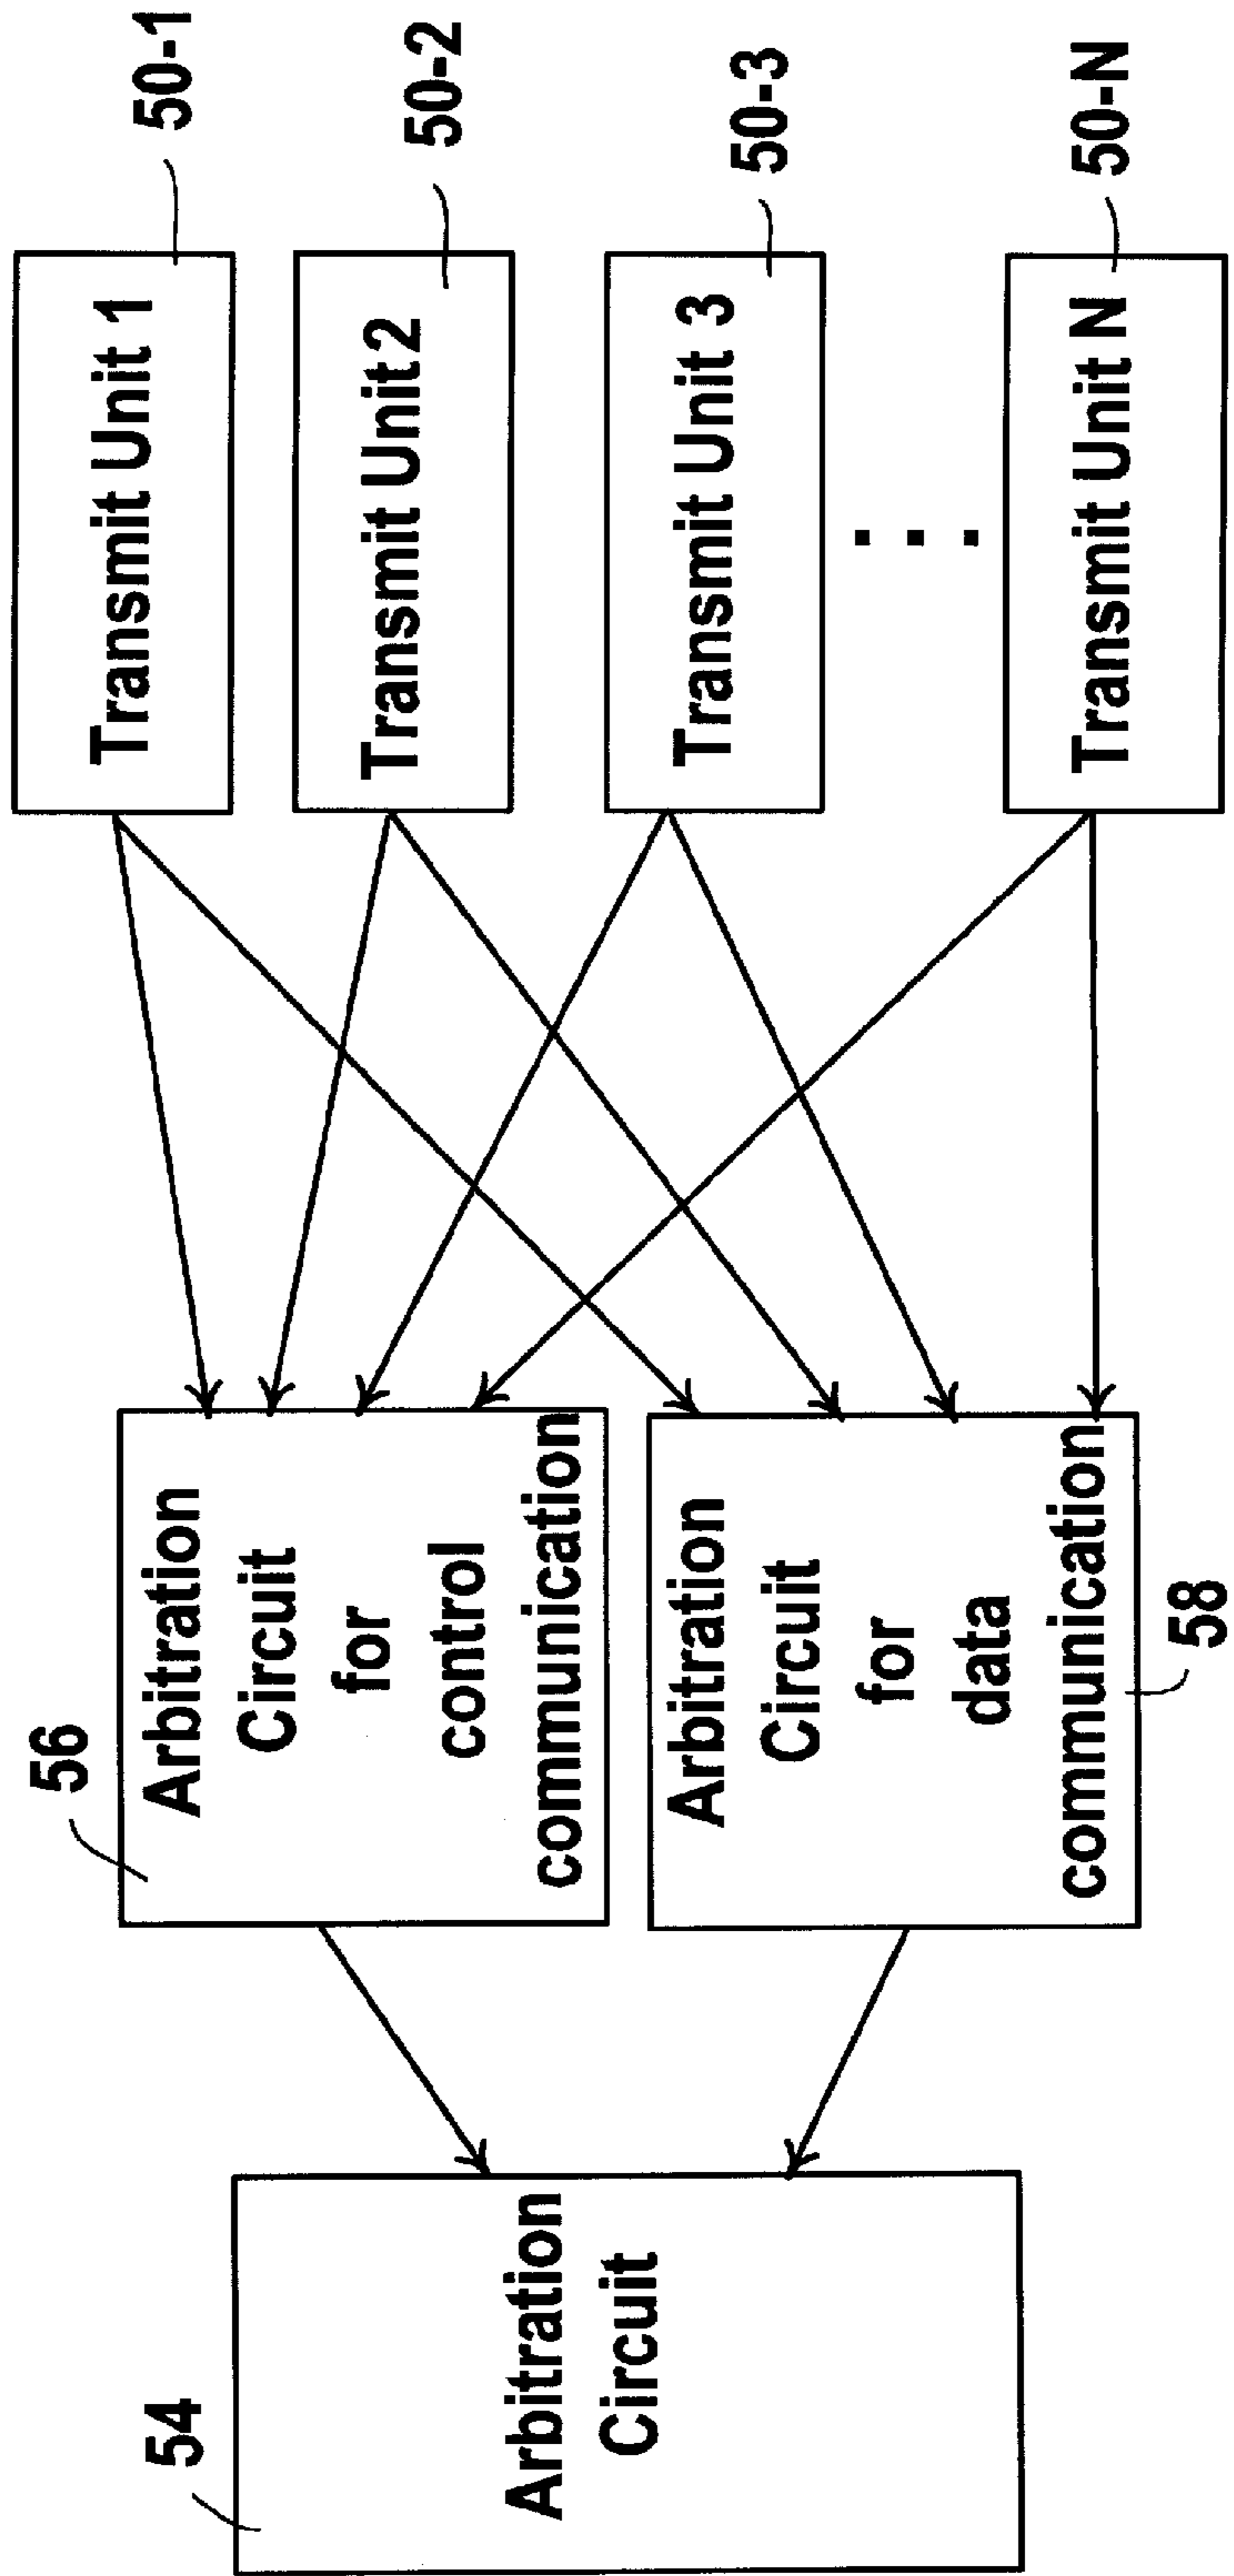 54
Arbitration
Circuit
56
Arbitration
Circuit
for
control
communication
Arbitration
Circuit
for
data
communication
58
Transmit Unit 1
50-1
Transmit Unit 2
50-2
Transmit Unit 3
50-3
. . .
Transmit Unit N
50-N